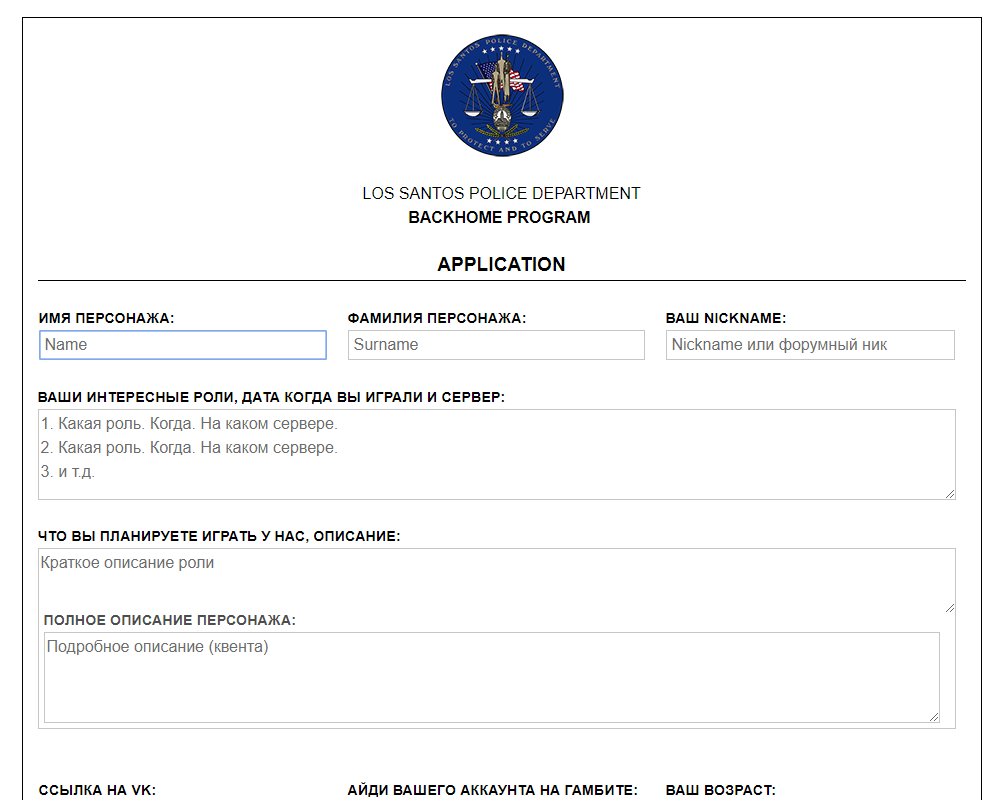 LOS SANTOS POLICE DEPARTMENT
TO PROTECT AND TO SERVE
LOS SANTOS POLICE DEPARTMENT
BACKHOME PROGRAM
APPLICATION
ИМЯ ПЕРСОНАЖА: ФАМИЛИЯ ПЕРСОНАЖА: ВАШ NICKNAME:
Name Surname Nickname или форумный ник
ВАШИ ИНТЕРЕСНЫЕ РОЛИ, ДАТА КОГДА ВЫ ИГРАЛИ И СЕРВЕР:
1. Какая роль. Когда. На каком сервере.
2. Какая роль. Когда. На каком сервере.
3. и т.д.
ЧТО ВЫ ПЛАНИРУЕТЕ ИГРАТЬ У НАС, ОПИСАНИЕ:
Краткое описание роли
ПОЛНОЕ ОПИСАНИЕ ПЕРСОНАЖА:
Подробное описание (квента)
ССЫЛКА НА VK: АЙДИ ВАШЕГО АККАУНТА НА ГАМБИТЕ: ВАШ ВОЗРАСТ: